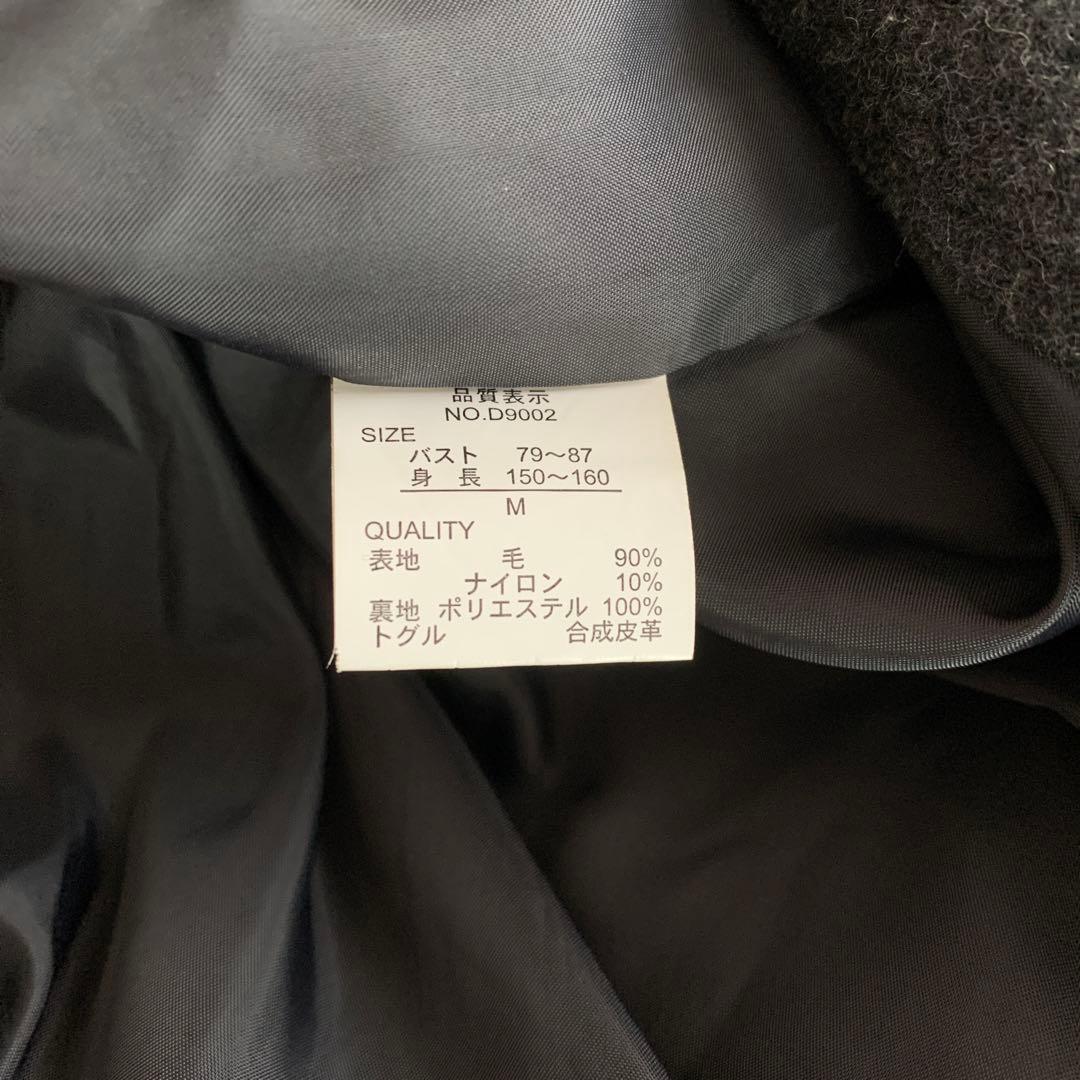 品質表示
NO.D9002
SIZE
バスト 79～87
身 長 150～160
M
QUALITY
表地 毛 90%
ナイロン 10%
裏地 ポリエステル 100%
トグル 合成皮革